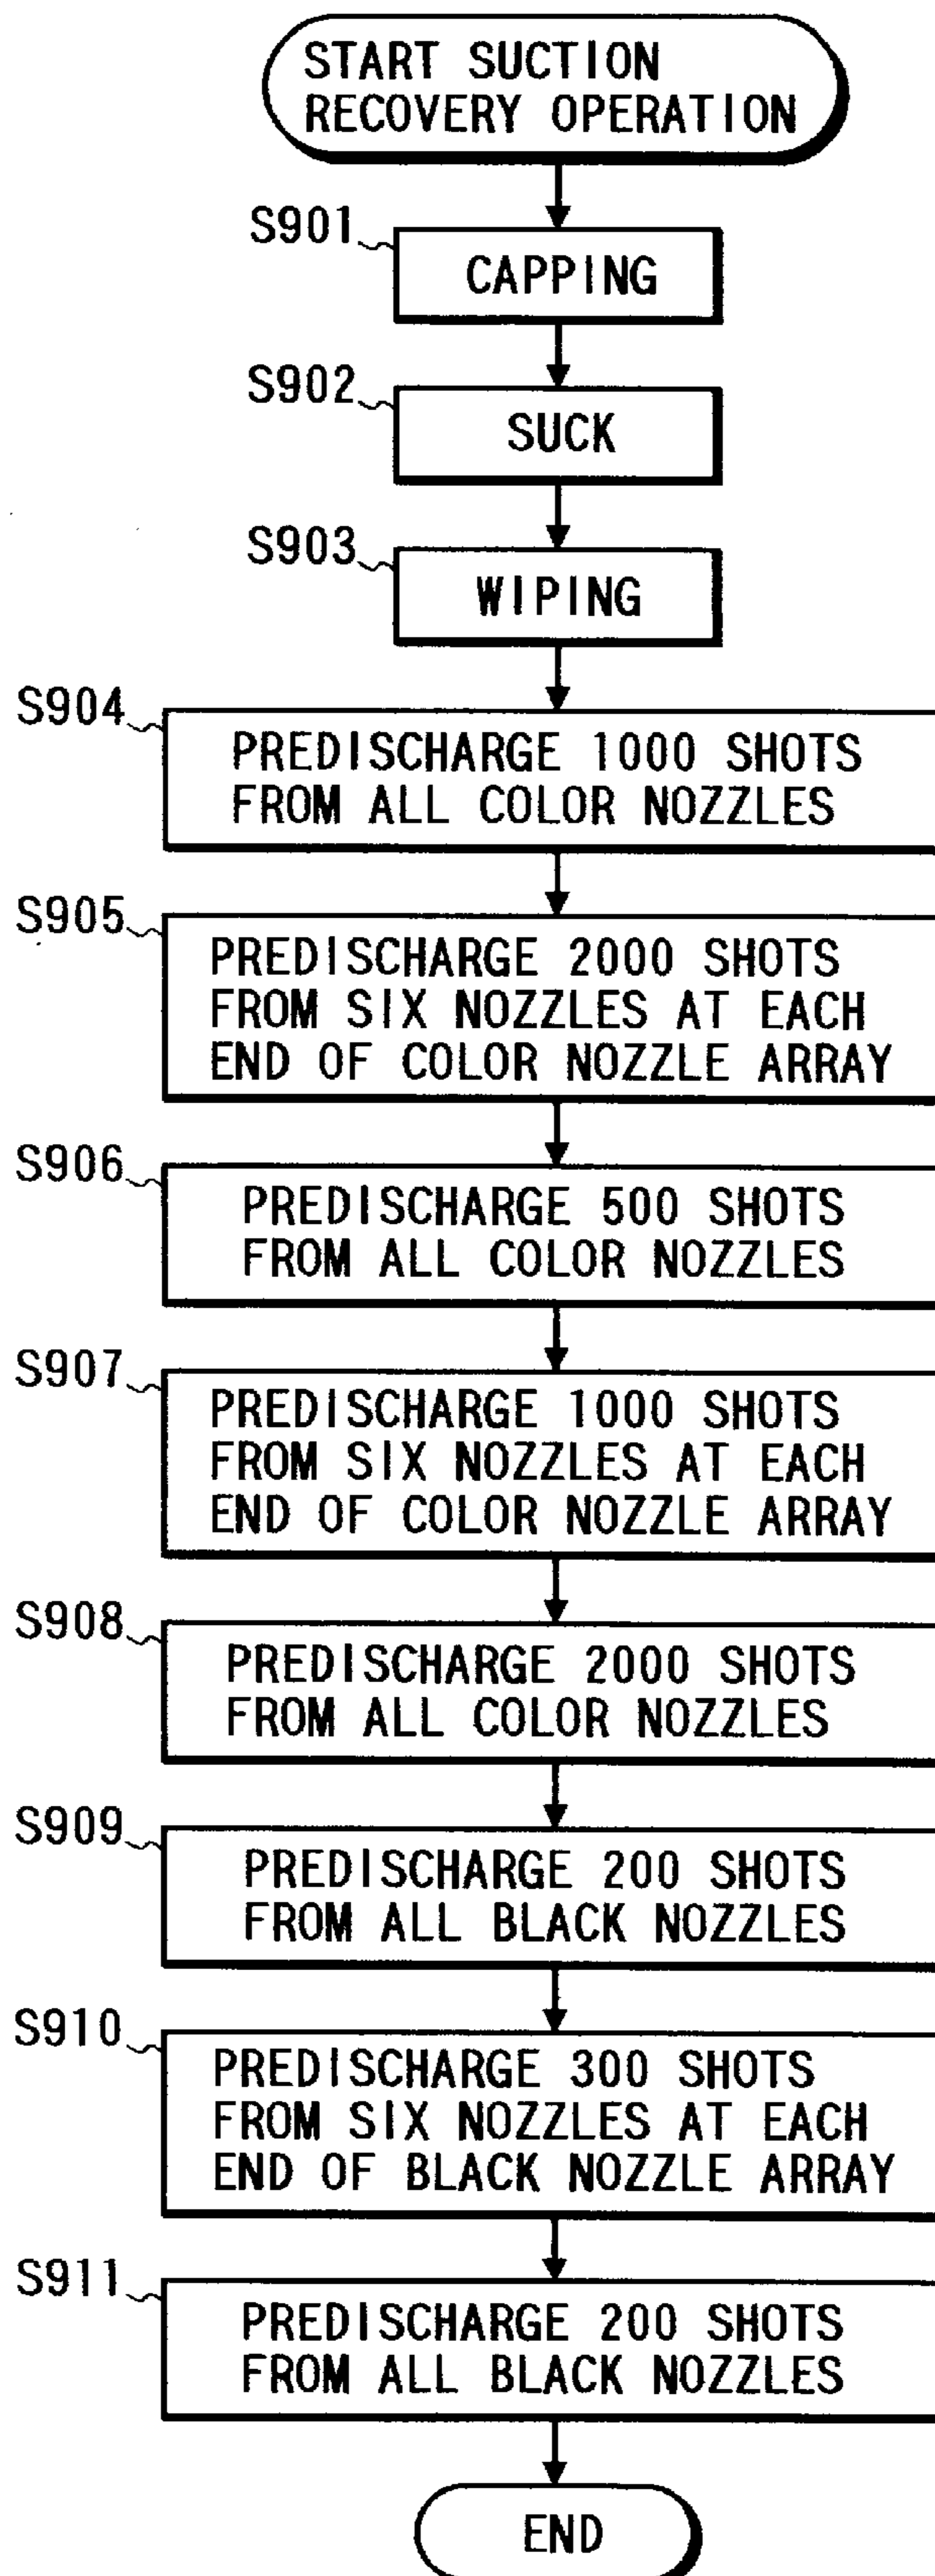 START SUCTION
RECOVERY OPERATION
S901
CAPPING
S902
SUCK
S903
WIPING
S904
PREDISCHARGE 1000 SHOTS
FROM ALL COLOR NOZZLES
S905
PREDISCHARGE 2000 SHOTS
FROM SIX NOZZLES AT EACH
END OF COLOR NOZZLE ARRAY
S906
PREDISCHARGE 500 SHOTS
FROM ALL COLOR NOZZLES
S907
PREDISCHARGE 1000 SHOTS
FROM SIX NOZZLES AT EACH
END OF COLOR NOZZLE ARRAY
S908
PREDISCHARGE 2000 SHOTS
FROM ALL COLOR NOZZLES
S909
PREDISCHARGE 200 SHOTS
FROM ALL BLACK NOZZLES
S910
PREDISCHARGE 300 SHOTS
FROM SIX NOZZLES AT EACH
END OF BLACK NOZZLE ARRAY
S911
PREDISCHARGE 200 SHOTS
FROM ALL BLACK NOZZLES
END